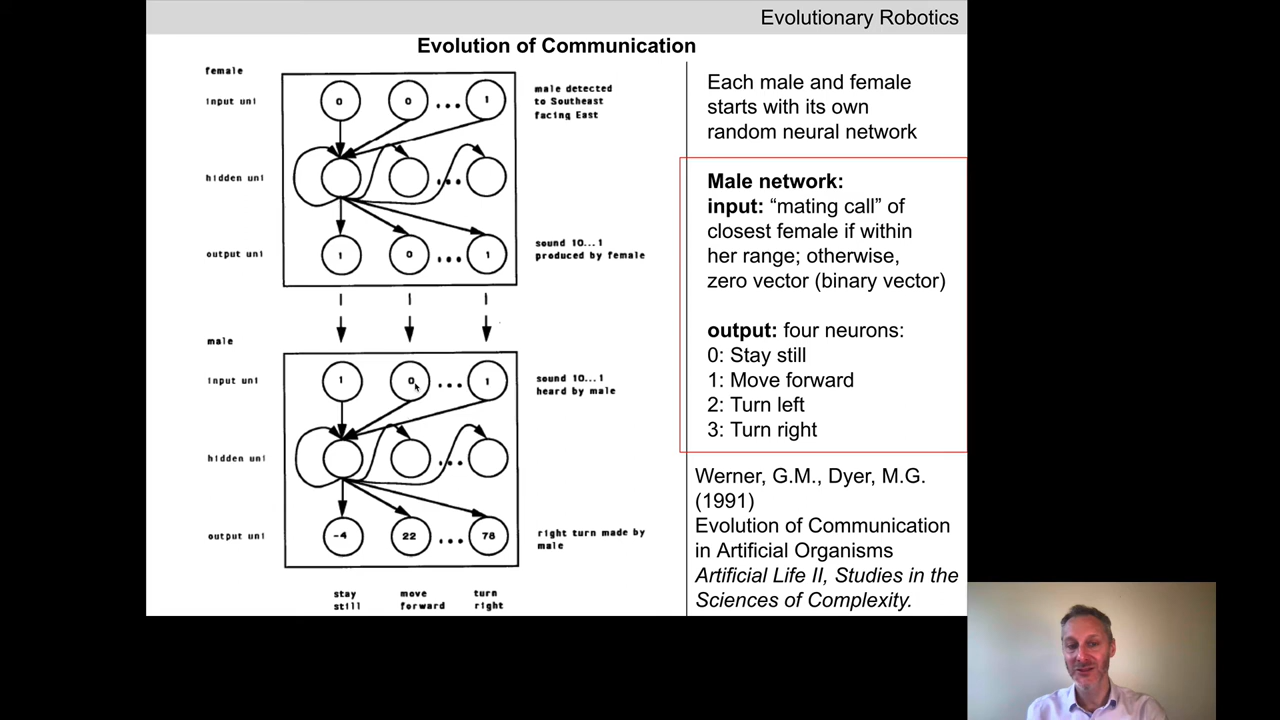 Evolutionary Robotics
Evolution of Communication
female
input uni
0 0 ... 1
male detected
to Southeast
facing East
hidden uni
...
output uni
1 0 ... 1
sound 10...1
produced by female
male
input uni
1 0 ... 1
sound 10...1
heard by male
hidden uni
...
output uni
-4 22 ... 78
right turn made by
male
stay
still
move
forward
turn
right
Each male and female
starts with its own
random neural network
Male network:
input: “mating call” of
closest female if within
her range; otherwise,
zero vector (binary vector)
output: four neurons:
0: Stay still
1: Move forward
2: Turn left
3: Turn right
Werner, G.M., Dyer, M.G.
(1991)
Evolution of Communication
in Artificial Organisms
Artificial Life II, Studies in the
Sciences of Complexity.